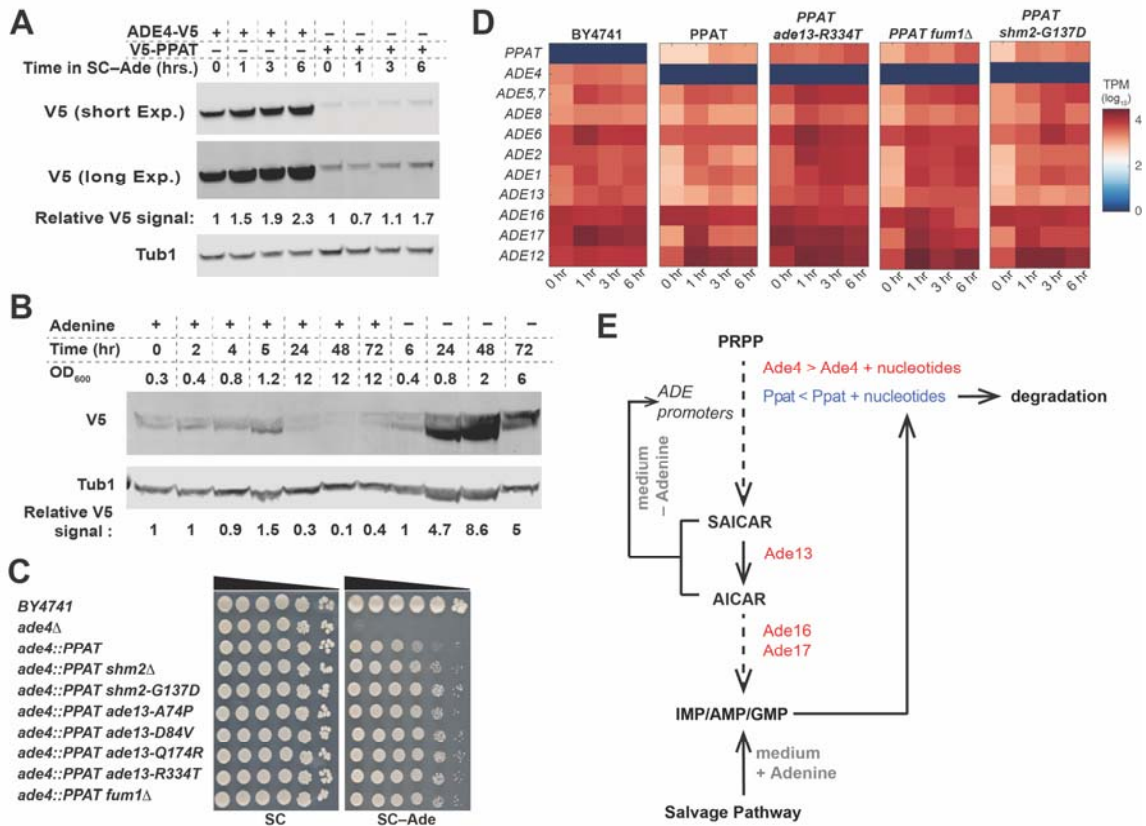 A
ADE4-V5 + + + + – – – –
V5-PPAT – – – – + + + +
Time in SC–Ade (hrs.) 0 1 3 6 0 1 3 6
V5 (short Exp.)
V5 (long Exp.)
Relative V5 signal: 1 1.5 1.9 2.3 1 0.7 1.1 1.7
Tub1
B
Adenine + + + + + + + – – – –
Time (hr) 0 2 4 5 24 48 72 6 24 48 72
OD600 0.3 0.4 0.8 1.2 12 12 12 0.4 0.8 2 6
V5
Tub1
Relative V5
signal : 1 1 0.9 1.5 0.3 0.1 0.4 1 4.7 8.6 5
C
BY4741
ade4Δ
ade4::PPAT
ade4::PPAT shm2Δ
ade4::PPAT shm2-G137D
ade4::PPAT ade13-A74P
ade4::PPAT ade13-D84V
ade4::PPAT ade13-Q174R
ade4::PPAT ade13-R334T
ade4::PPAT fum1Δ
SC SC–Ade
D
BY4741
PPAT
PPAT
ade13-R334T
PPAT fum1Δ
PPAT
shm2-G137D
PPAT
ADE4
ADE5,7
ADE8
ADE6
ADE2
ADE1
ADE13
ADE16
ADE17
ADE12
0 hr 1 hr 3 hr 6 hr 0 hr 1 hr 3 hr 6 hr 0 hr 1 hr 3 hr 6 hr 0 hr 1 hr 3 hr 6 hr 0 hr 1 hr 3 hr 6 hr
TPM
(log10)
4
2
0
E
PRPP
Ade4 > Ade4 + nucleotides
Ppat < Ppat + nucleotides
degradation
ADE
promoters
medium
– Adenine
SAICAR
Ade13
AICAR
Ade16
Ade17
IMP/AMP/GMP
medium
+ Adenine
Salvage Pathway